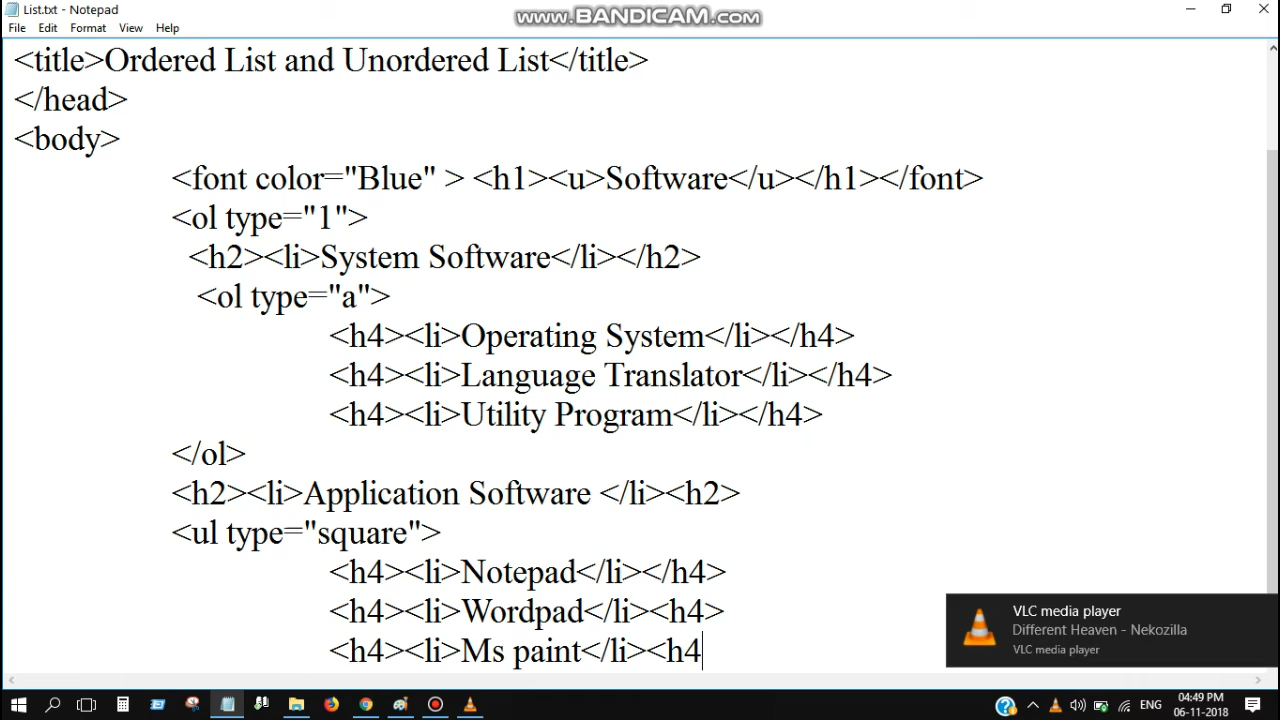 List.txt - Notepad
www.BANDICAM.com
File Edit Format View Help
<title>Ordered List and Unordered List</title>
</head>
<body>
<font color="Blue" > <h1><u>Software</u></h1></font>
<ol type="1">
<h2><li>System Software</li></h2>
<ol type="a">
<h4><li>Operating System</li></h4>
<h4><li>Language Translator</li></h4>
<h4><li>Utility Program</li></h4>
</ol>
<h2><li>Application Software </li><h2>
<ul type="square">
<h4><li>Notepad</li></h4>
<h4><li>Wordpad</li><h4>
<h4><li>Ms paint</li><h4
VLC media player
Different Heaven - Nekozilla
VLC media player
ENG
04:49 PM
06-11-2018